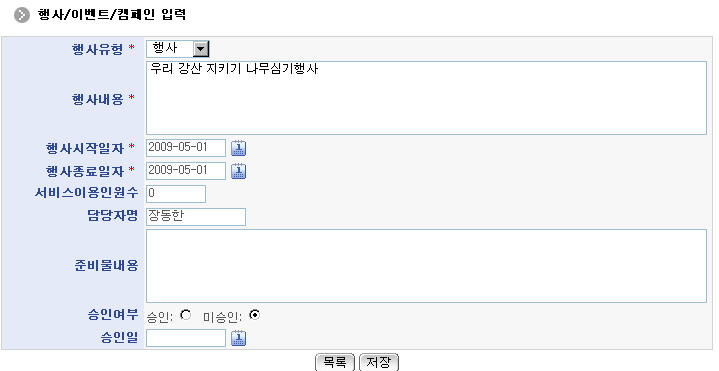 행사/이벤트/캠페인 입력
행사유형 * 행사
행사내용 * 우리 강산 지키기 나무심기행사
행사시작일자 * 2009-05-01
행사종료일자 * 2009-05-01
서비스이용인원수 0
담당자명 장동한
준비물내용
승인여부 승인: 미승인:
승인일
목록 저장